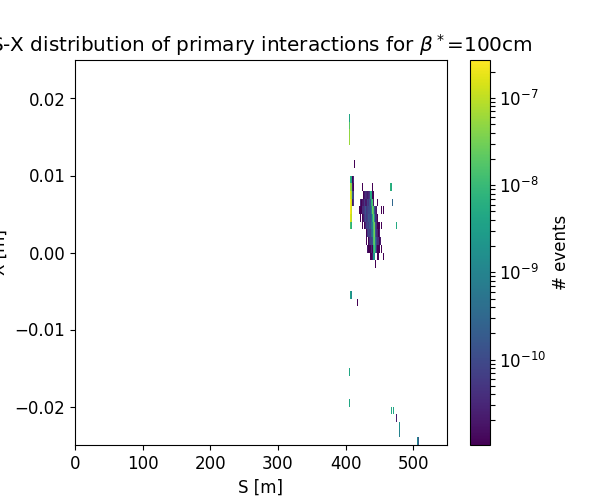 S-X distribution of primary interactions for β*=100cm
0.02
0.01
0.00
−0.01
−0.02
0 100 200 300 400 500
S [m]
X [m]
10⁻⁷
10⁻⁸
10⁻⁹
10⁻¹⁰
# events